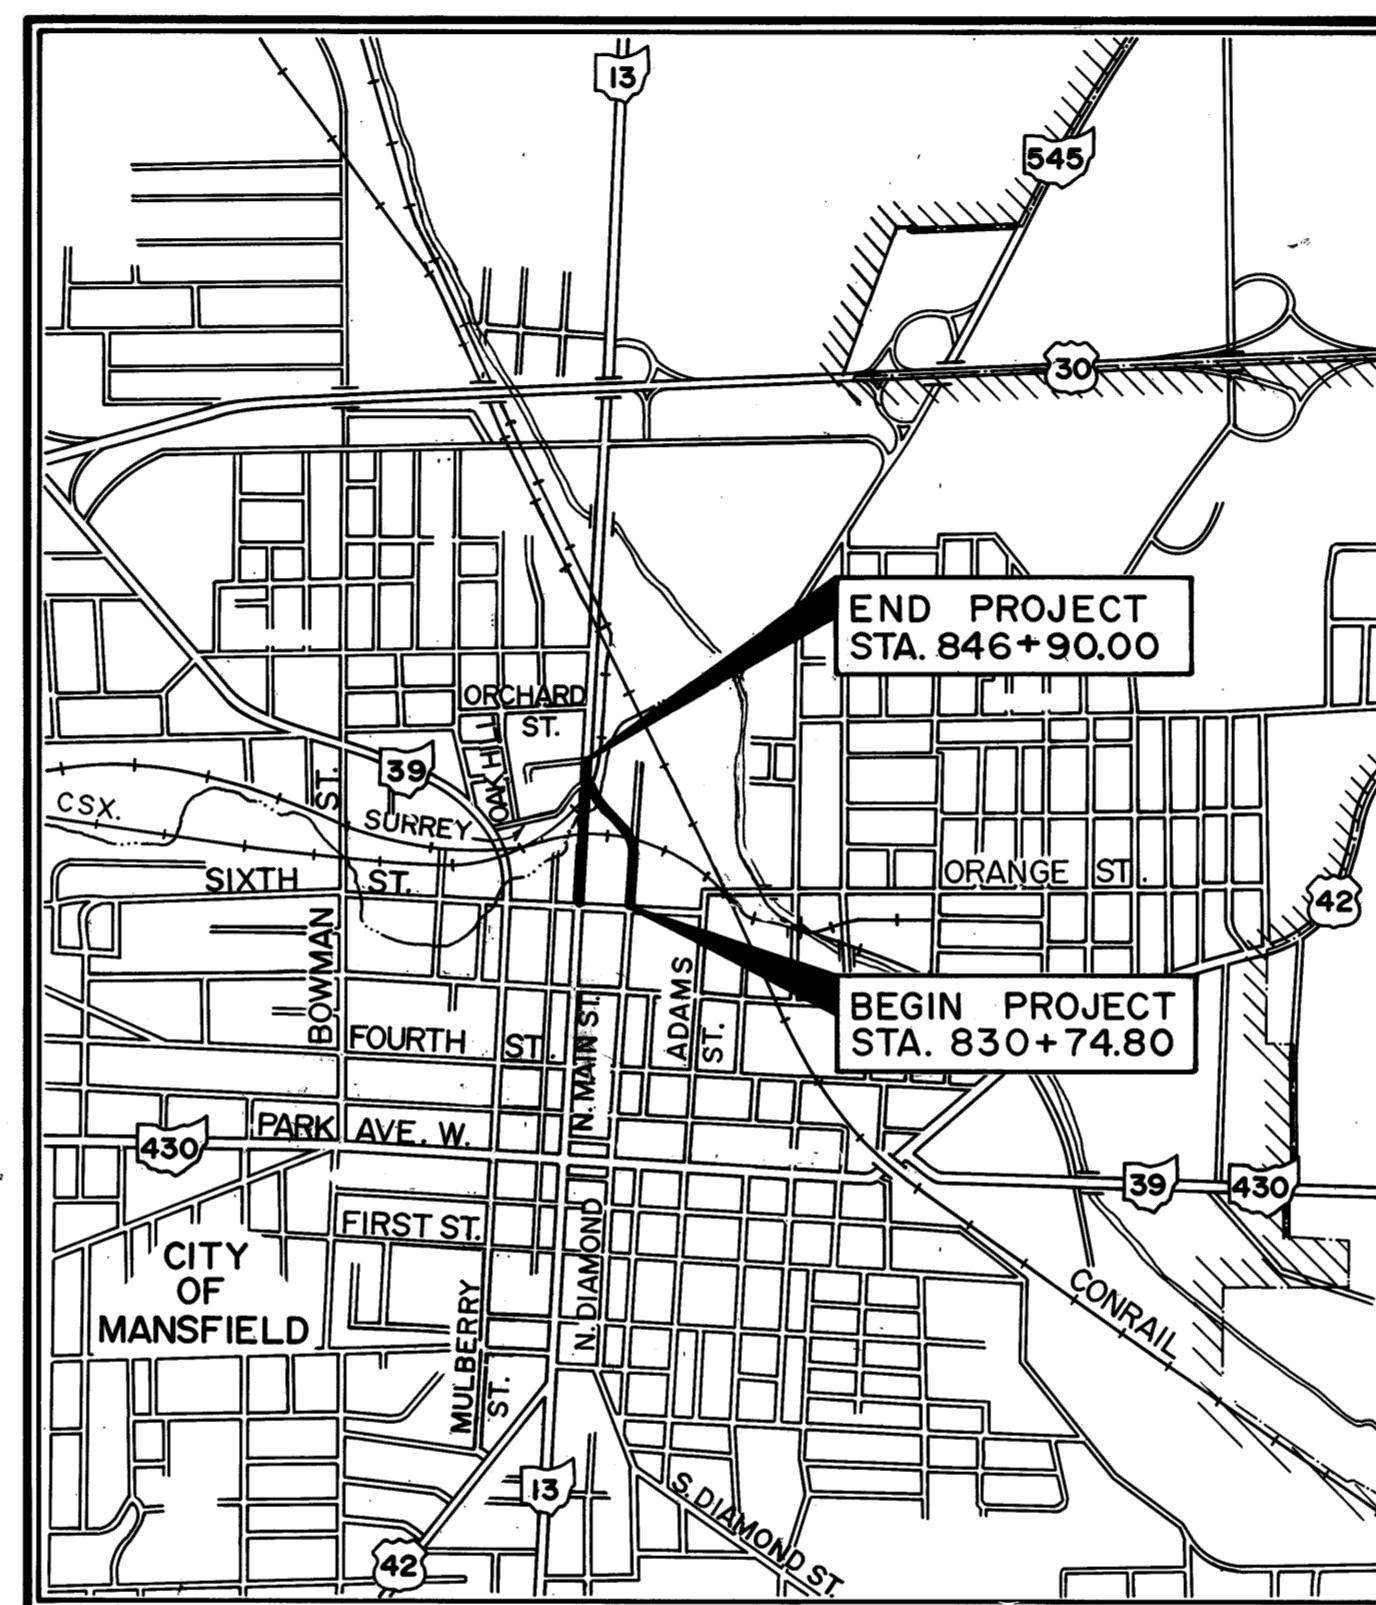 13
545
30
END PROJECT
STA. 846+90.00
ORCHARD
ST.
OAK HILL
39
ST.
CSX.
SURREY
SIXTH ST.
ORANGE ST.
42
BOWMAN
ADAMS
ST.
BEGIN PROJECT
STA. 830+74.80
FOURTH ST.
N. MAIN ST.
PARK AVE. W.
430
39
430
FIRST ST.
N. DIAMOND
CITY
OF
MANSFIELD
MULBERRY
ST.
CONRAIL
13
S. DIAMOND ST.
42